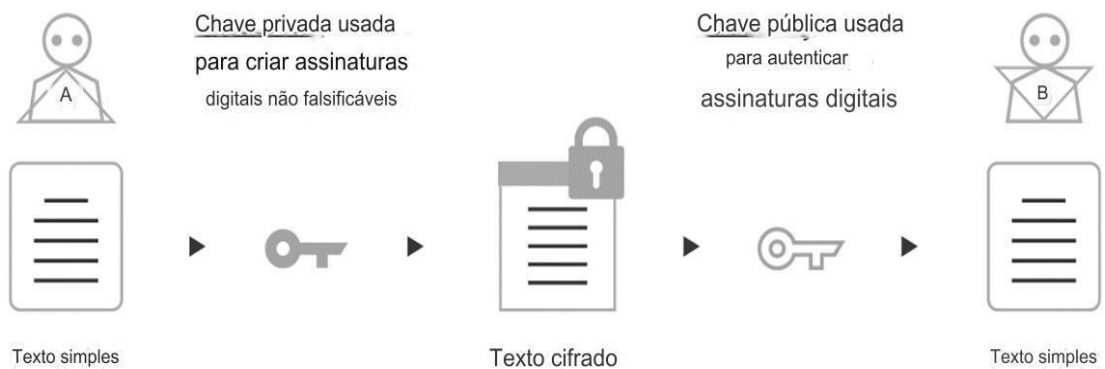 Chave privada usada
para criar assinaturas
digitais não falsificáveis
Chave pública usada
para autenticar
assinaturas digitais
A
B
Texto simples
Texto cifrado
Texto simples